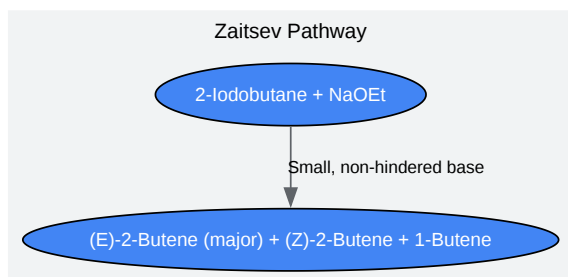 Zaitsev Pathway
2-Iodobutane + NaOEt
Small, non-hindered base
(E)-2-Butene (major) + (Z)-2-Butene + 1-Butene